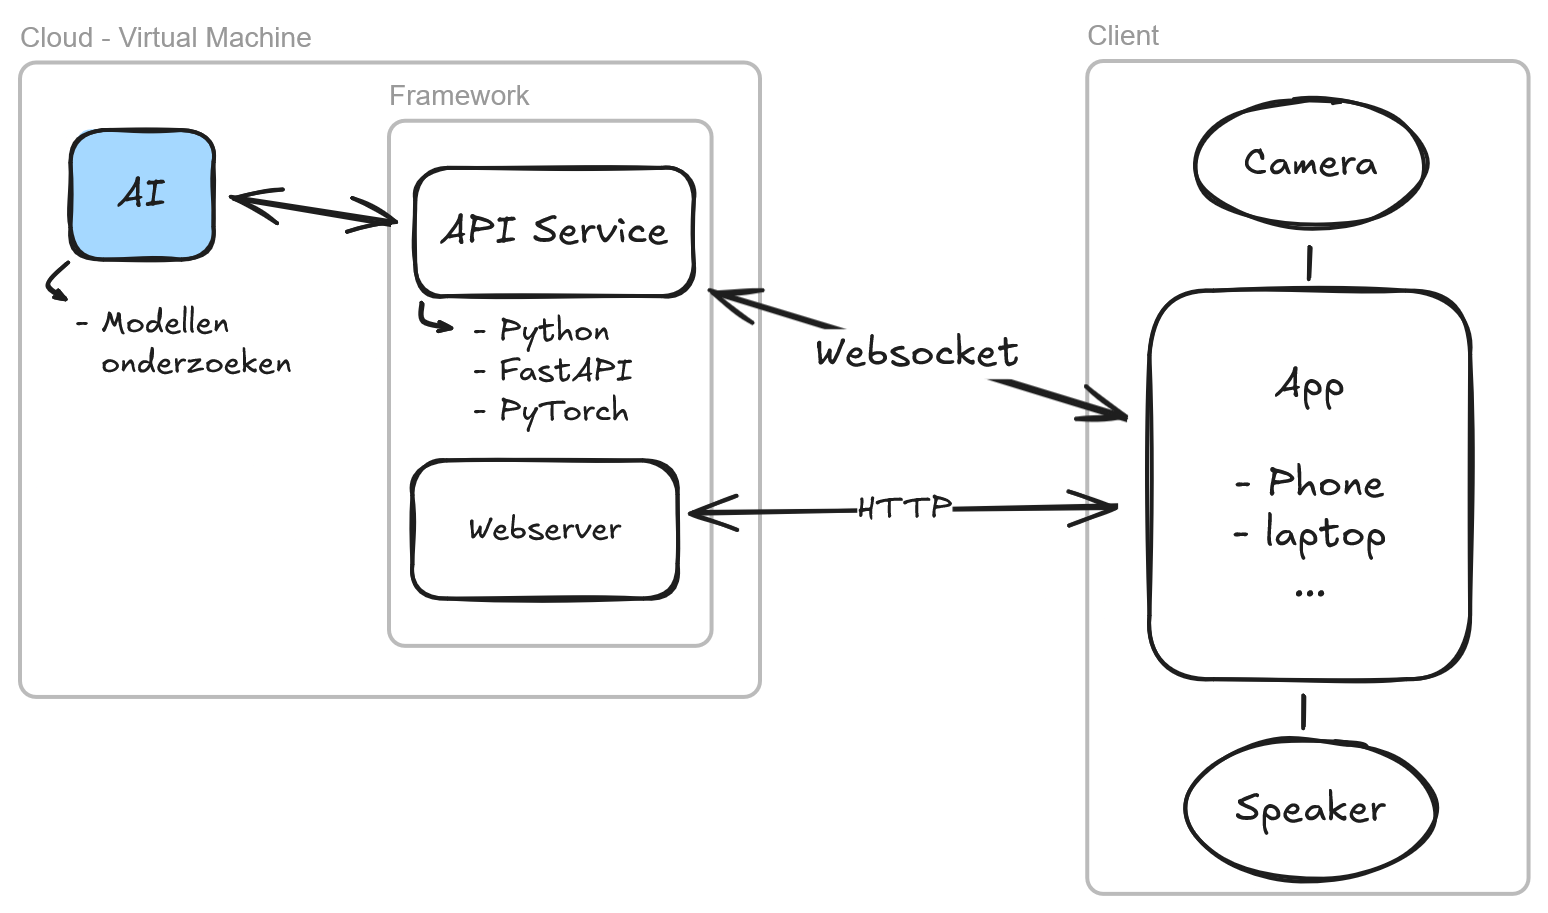 Cloud - Virtual Machine
Framework
AI
- Modellen
onderzoeken
API Service
- Python
- FastAPI
- PyTorch
Webserver
Websocket
HTTP
Client
Camera
App
- Phone
- laptop
...
Speaker